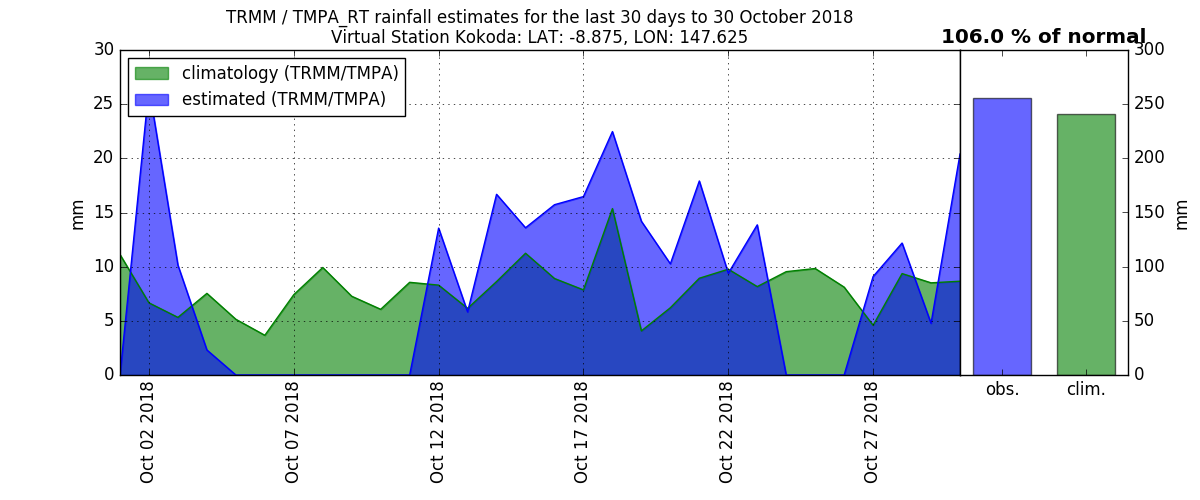 TRMM / TMPA_RT rainfall estimates for the last 30 days to 30 October 2018
Virtual Station Kokoda: LAT: -8.875, LON: 147.625
106.0 % of normal
climatology (TRMM/TMPA)
estimated (TRMM/TMPA)
30
25
20
15
10
5
0
mm
Oct 02 2018
Oct 07 2018
Oct 12 2018
Oct 17 2018
Oct 22 2018
Oct 27 2018
obs.
clim.
300
250
200
150
100
50
0
mm